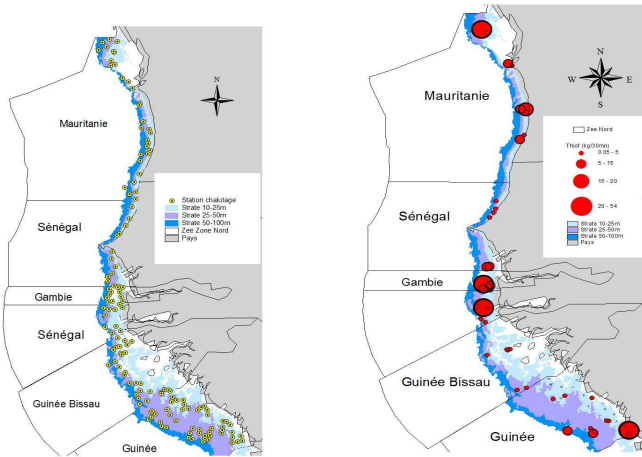 N
Mauritanie
Station chalutage
Strate 10-25m
Strate 25-50m
Strate 50-100m
Zee Zone Nord
Pays
Sénégal
Gambie
Sénégal
Guinée Bissau
Guinée
N
W E
S
Mauritanie
Zee Nord
Thiof (kg/30mn)
0.05 - 5
5 - 15
15 - 20
20 - 54
Strate 10-25m
Strate 25-50m
Strate 50-100m
Pays
Sénégal
Gambie
Guinée Bissau
Guinée